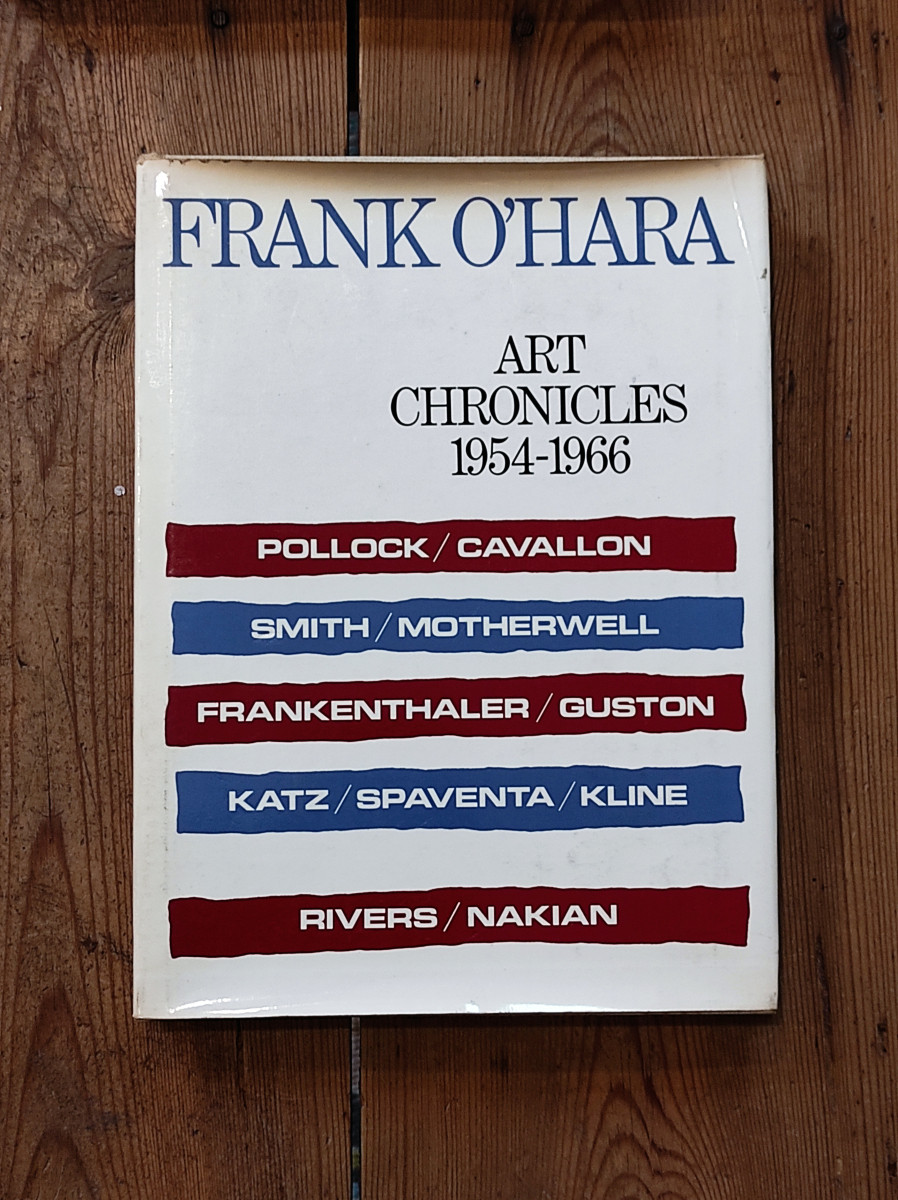 FRANK O'HARA
ART
CHRONICLES
1954-1966
POLLOCK/CAVALLON
SMITH/MOTHERWELL
FRANKENTHALER/GUSTON
KATZ/SPAVENTA/KLINE
RIVERS/NAKIAN